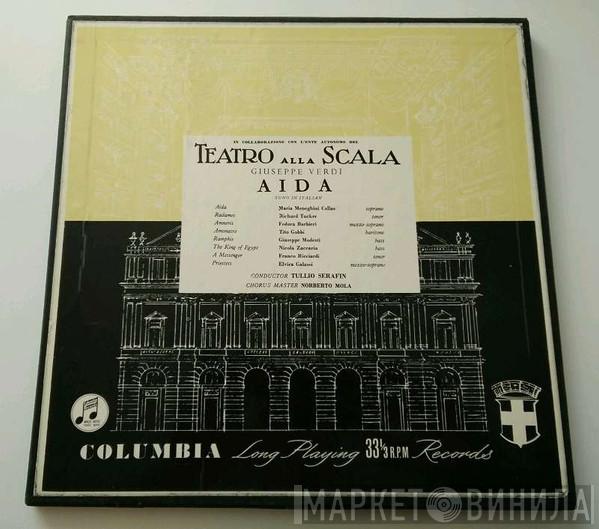 IN COLLABORAZIONE CON L'ENTE AUTONOMO DEL
TEATRO ALLA SCALA
GIUSEPPE VERDI
AIDA
SUNG IN ITALIAN
Aida Maria Meneghini Callas soprano
Radames Richard Tucker tenor
Amneris Fedora Barbieri mezzo-soprano
Amonasro Tito Gobbi baritone
Ramphis Giuseppe Modesti bass
The King of Egypt Nicola Zaccaria bass
A Messenger Franco Ricciardi tenor
Priestess Elvira Galassi mezzo-soprano
CONDUCTOR TULLIO SERAFIN
CHORUS MASTER NORBERTO MOLA
COLUMBIA Long Playing 33⅓ R.P.M Records
МАРКЕТ ВИНИЛА